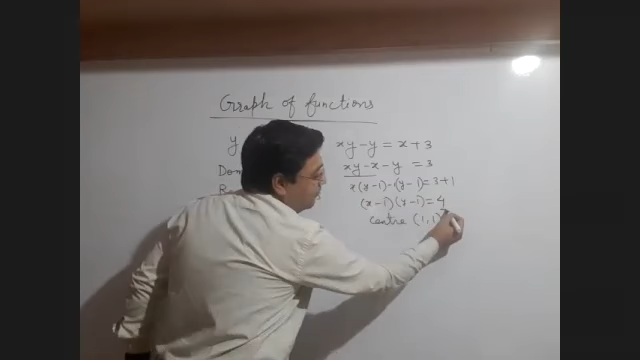 Graph of functions
y
xy - y = x + 3
xy - x - y = 3
x(y-1) - (y-1) = 3+1
(x-1)(y-1) = 4
centre (1,1)